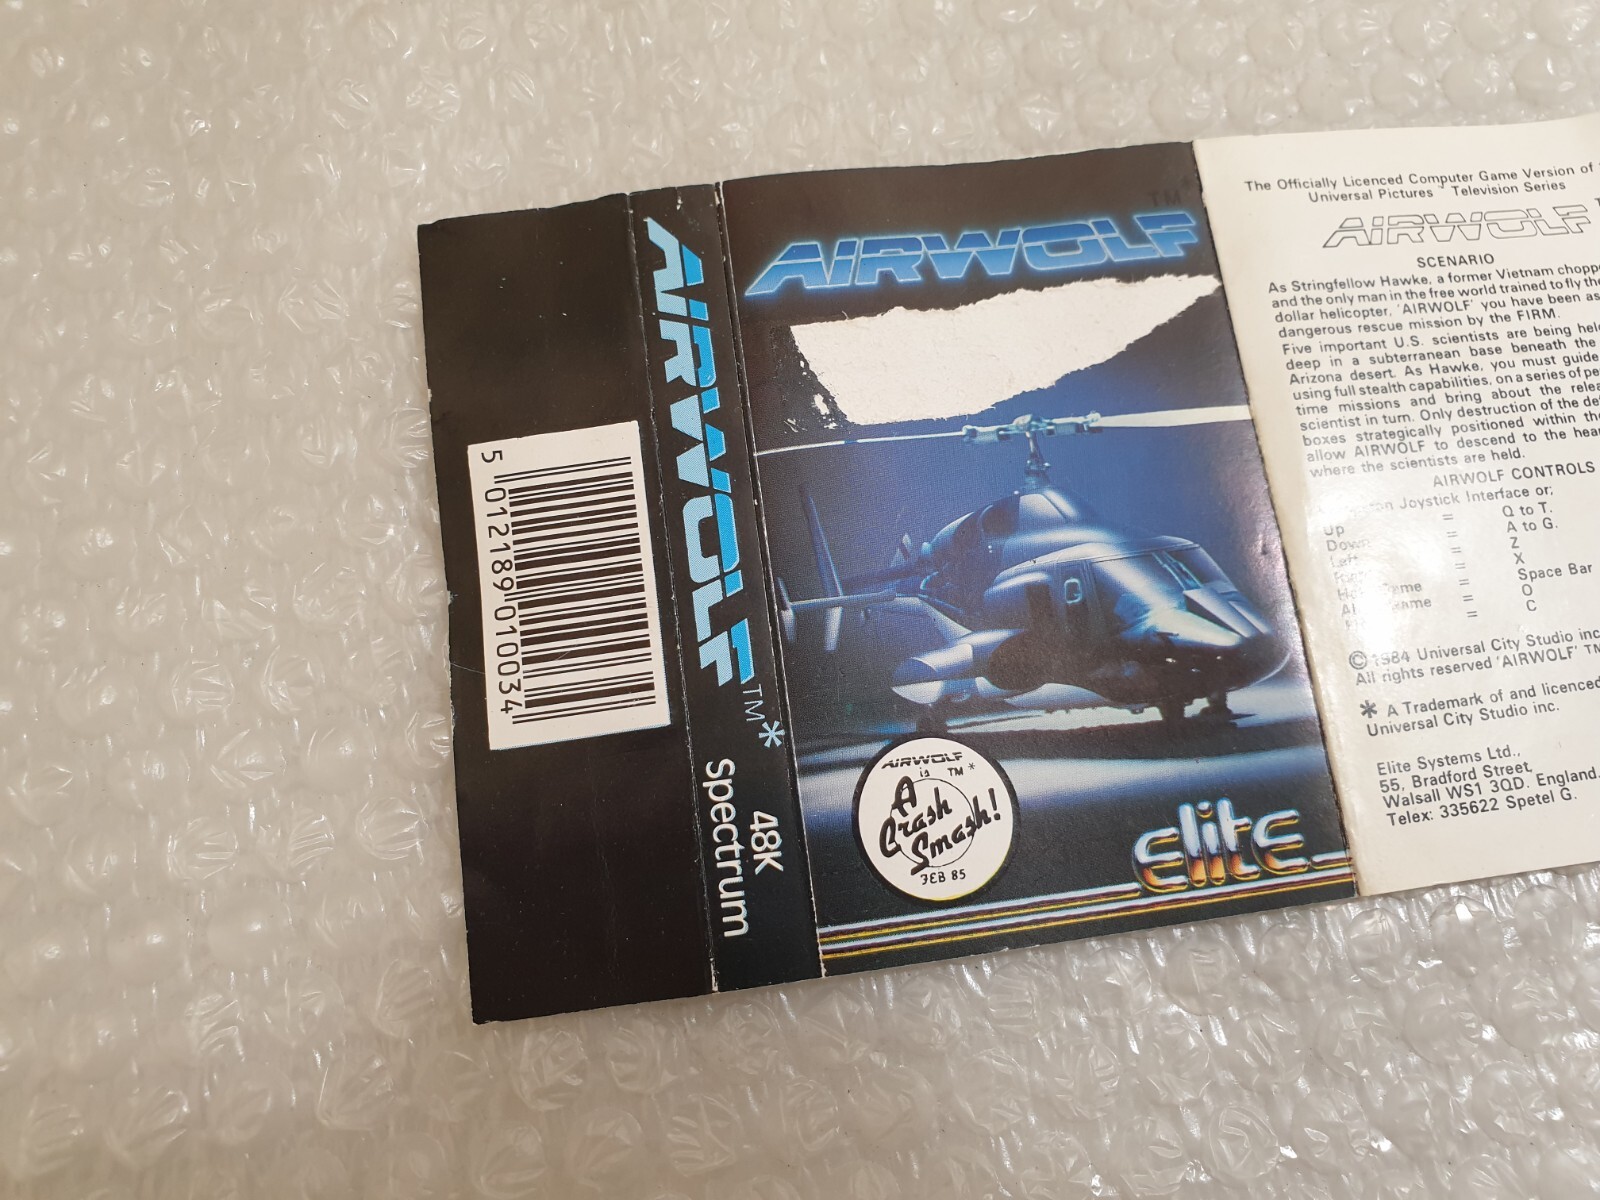 5 012189 010034
AIRWOLF TM*
48K
Spectrum
TM*
AIRWOLF
AIRWOLF
is TM*
A
Crash
Smash!
FEB 85
elite
The Officially Licenced Computer Game Version of
Universal Pictures Television Series
AIRWOLF
SCENARIO
As Stringfellow Hawke, a former Vietnam
and the only man in the free world trained to fly the
dollar helicopter, 'AIRWOLF' you have been
dangerous rescue mission by the FIRM.
Five important U.S. scientists are being held
deep in a subterranean base beneath the
Arizona desert. As Hawke, you must guide
using full stealth capabilities, on a series of
time missions and bring about the
scientist in turn. Only destruction of the
boxes strategically positioned within the
allow AIRWOLF to descend to the
where the scientists are held.
AIRWOLF CONTROLS
Joystick Interface or;
Up = Q to T.
Down = A to G.
Left = Z
= X
= Space Bar
= O
= C
© 1984 Universal City Studio inc
All rights reserved 'AIRWOLF' TM
* A Trademark of and licenced
Universal City Studio inc.
Elite Systems Ltd.,
55, Bradford Street,
Walsall WS1 3QD. England.
Telex: 335622 Spetel G.